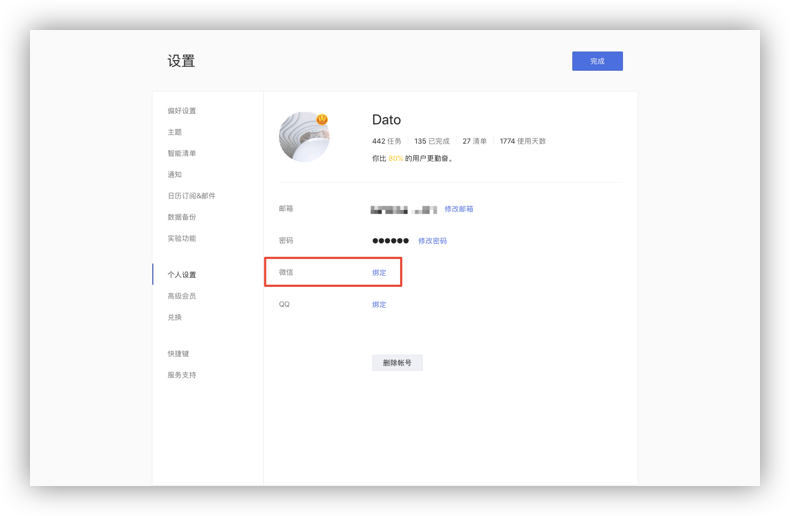 设置
完成
偏好设置
主题
智能清单
通知
日历订阅&邮件
数据备份
实验功能
个人设置
高级会员
兑换
快捷键
服务支持
Dato
442 任务 135 已完成 27 清单 1774 使用天数
你比 80% 的用户更勤奋。
邮箱 修改邮箱
密码 ●●●●●● 修改密码
微信 绑定
QQ 绑定
删除帐号